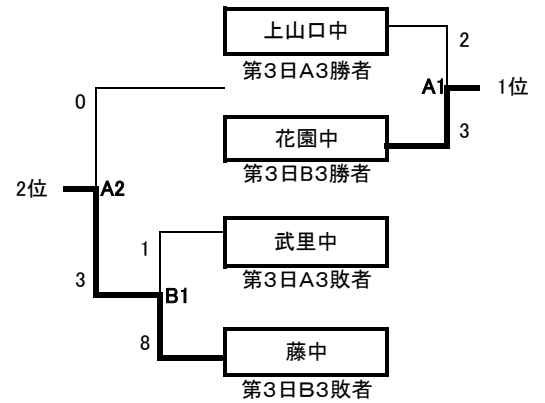 上山口中
2
第3日A3勝者
A1
1位
0
花園中
3
第3日B3勝者
2位
A2
武里中
1
第3日A3敗者
3
B1
8
藤中
第3日B3敗者